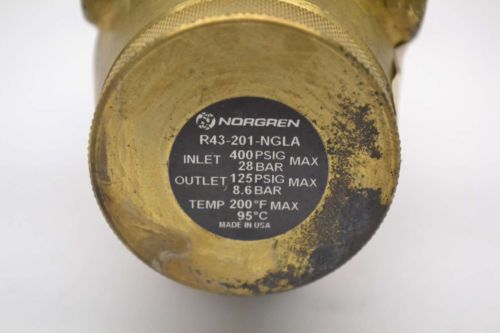 NORGREN
R43-201-NGLA
INLET 400 PSIG MAX
28 BAR
OUTLET 125 PSIG MAX
8.6 BAR
TEMP 200 °F MAX
95°C
MADE IN USA